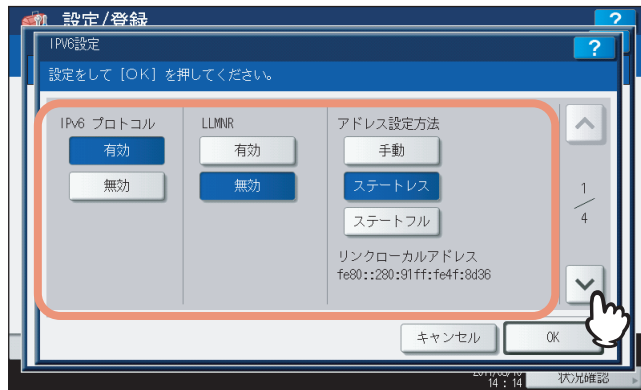 設定/登録
?
IPV6設定
?
設定をして [OK] を押してください。
IPv6 プロトコル
有効
無効
LLMNR
有効
無効
アドレス設定方法
手動
ステートレス
ステートフル
リンクローカルアドレス
fe80::280:91ff:fe4f:8d36
1
/
4
キャンセル
OK
14 : 14
状況確認